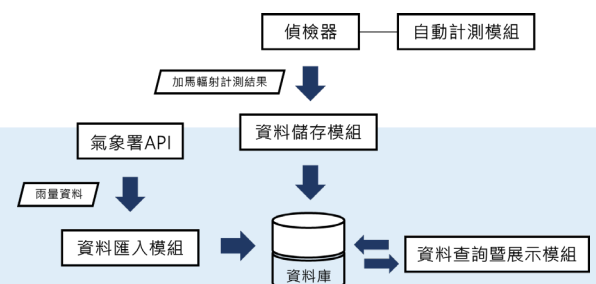 偵檢器
自動計測模組
加馬輻射計測結果
氣象署API
資料儲存模組
雨量資料
資料匯入模組
資料庫
資料查詢暨展示模組